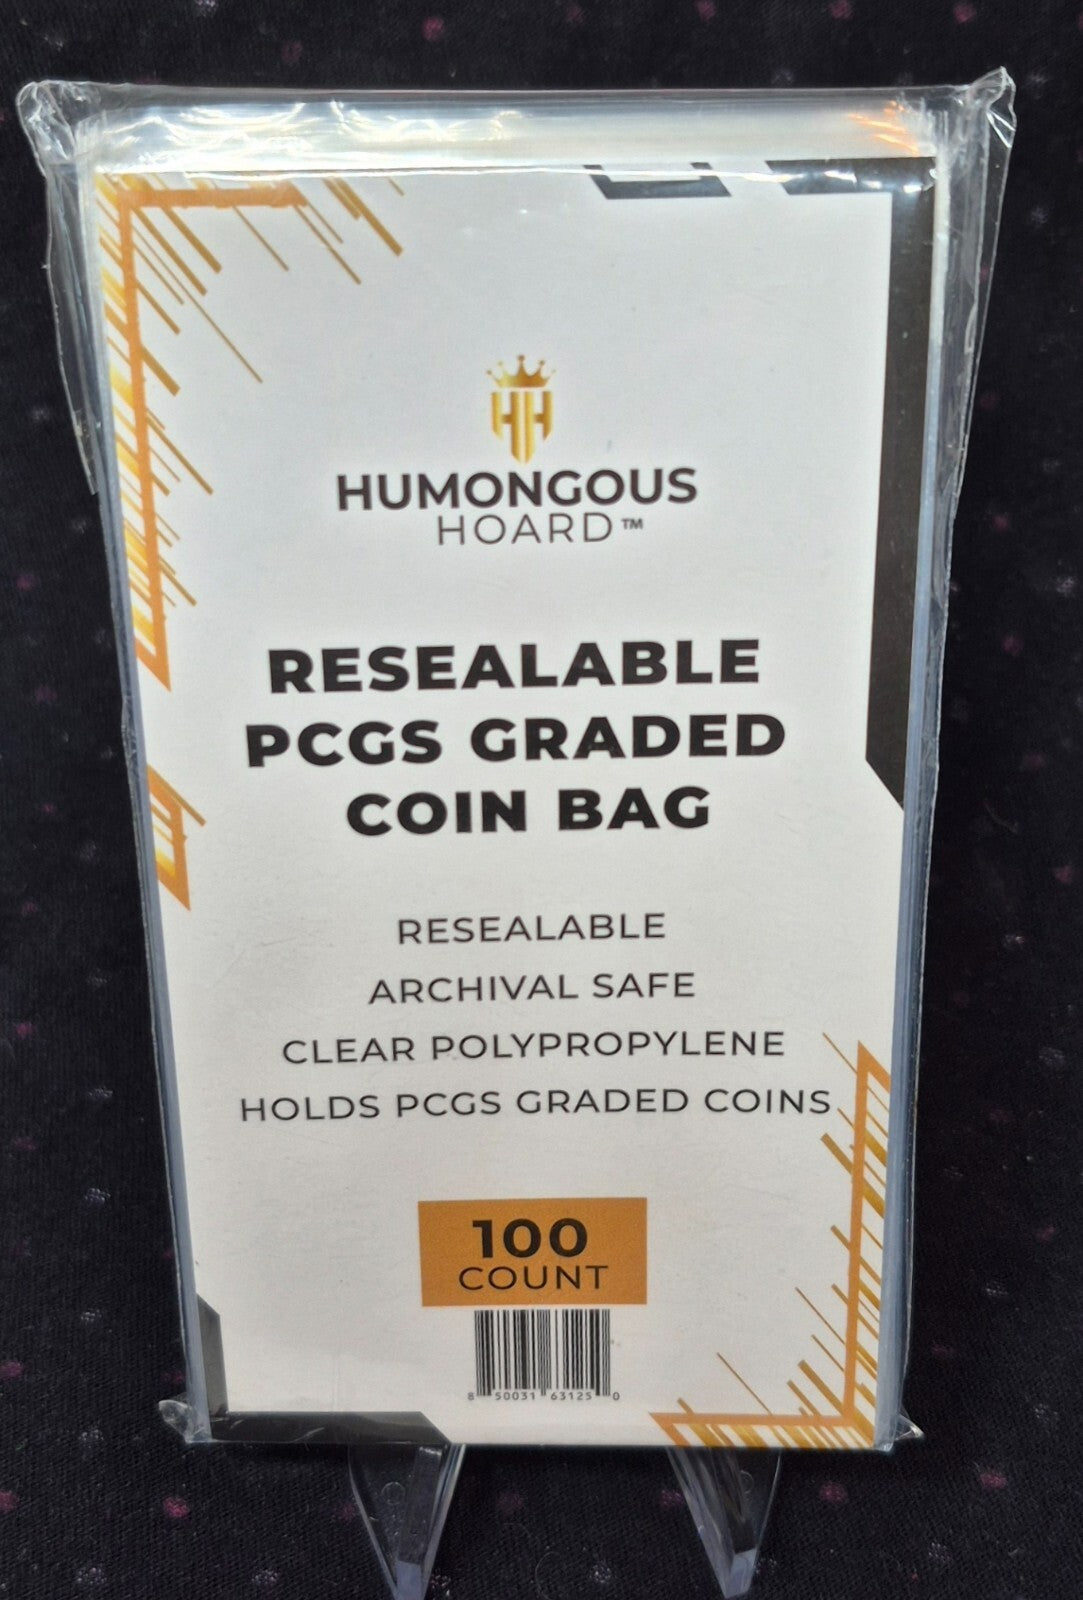 HH
HUMONGOUS
HOARD™
RESEALABLE
PCGS GRADED
COIN BAG
RESEALABLE
ARCHIVAL SAFE
CLEAR POLYPROPYLENE
HOLDS PCGS GRADED COINS
100
COUNT
8 50031 63125 0